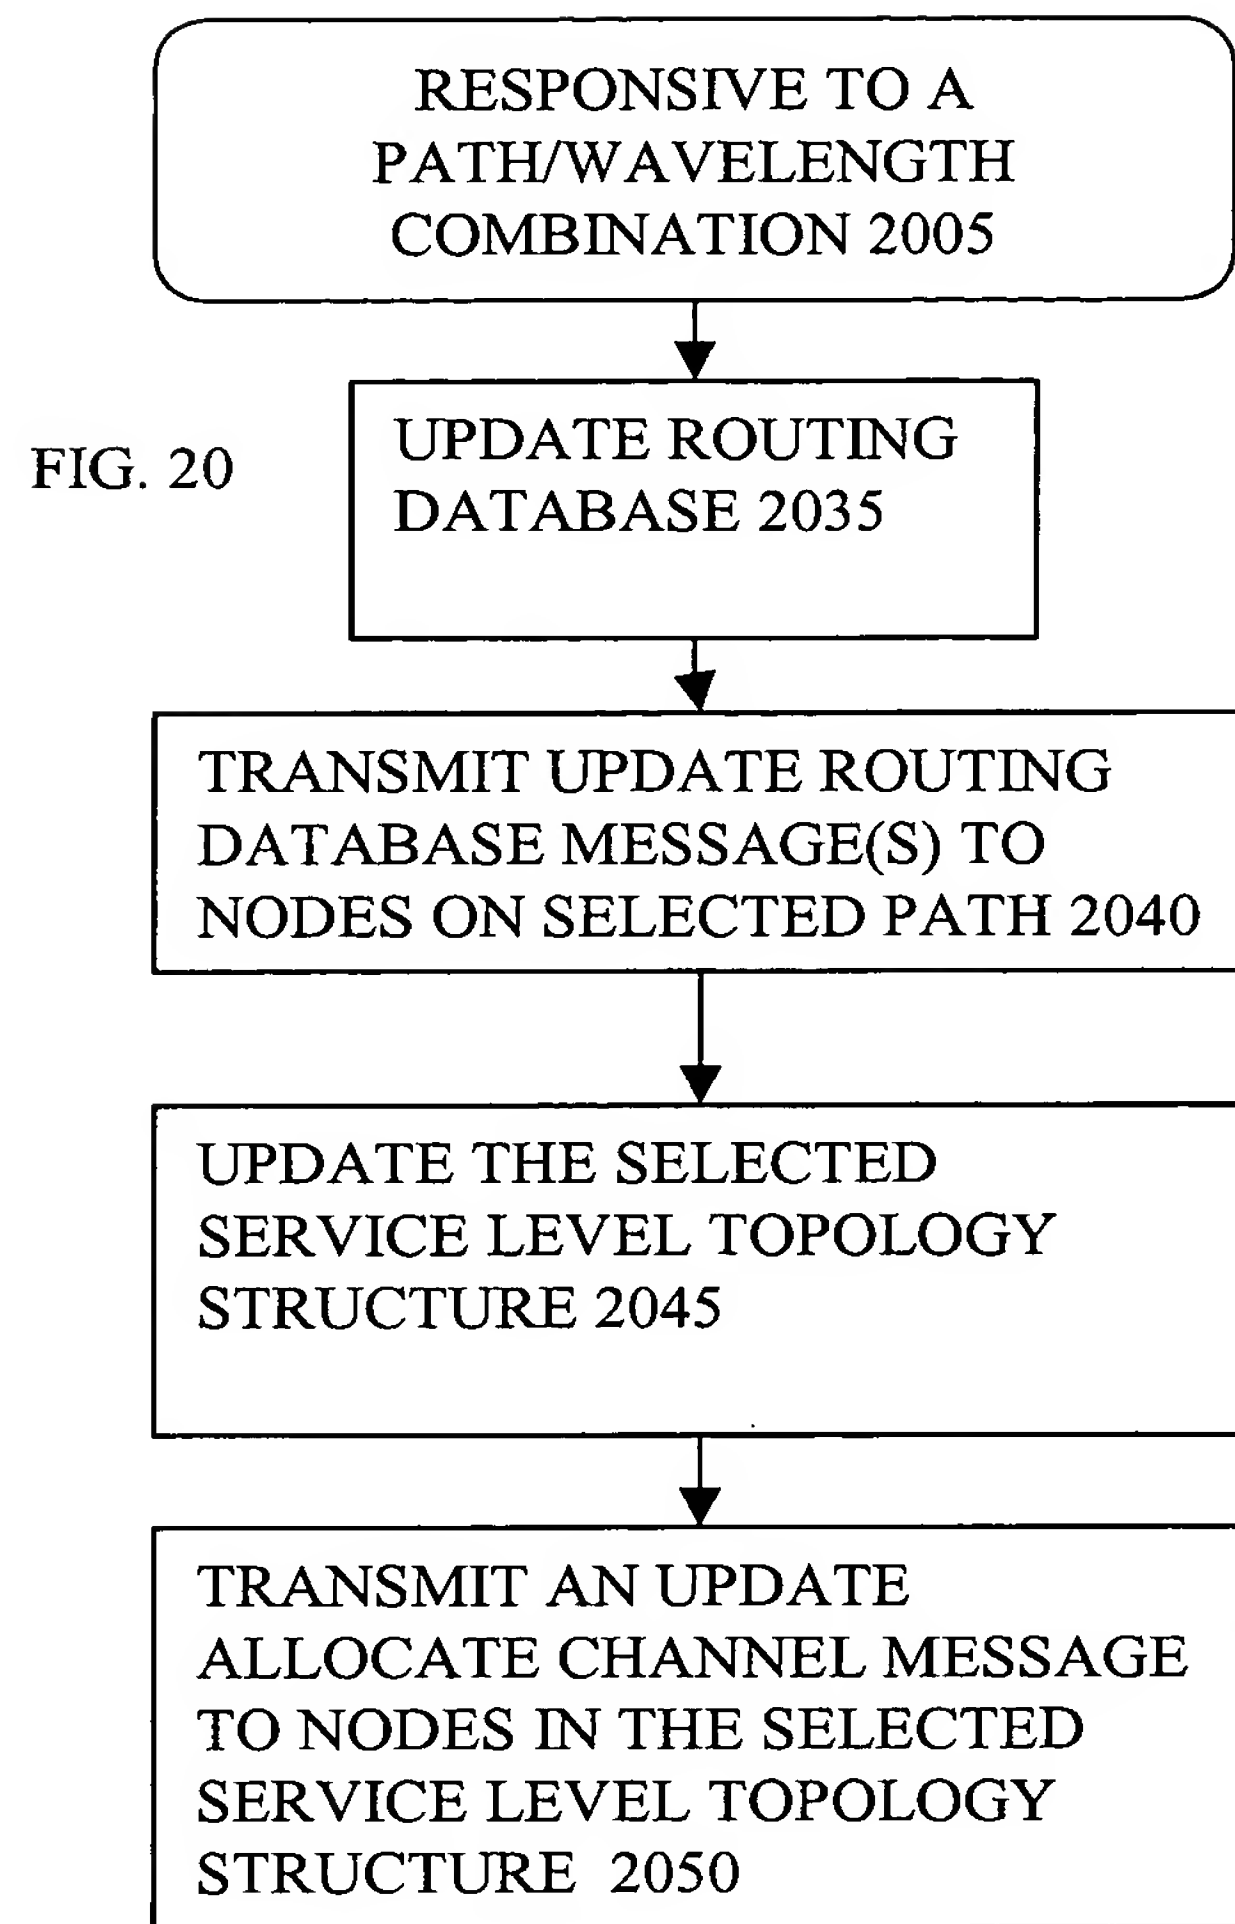 RESPONSIVE TO A
PATH/WAVELENGTH
COMBINATION 2005
FIG. 20
UPDATE ROUTING
DATABASE 2035
TRANSMIT UPDATE ROUTING
DATABASE MESSAGE(S) TO
NODES ON SELECTED PATH 2040
UPDATE THE SELECTED
SERVICE LEVEL TOPOLOGY
STRUCTURE 2045
TRANSMIT AN UPDATE
ALLOCATE CHANNEL MESSAGE
TO NODES IN THE SELECTED
SERVICE LEVEL TOPOLOGY
STRUCTURE 2050